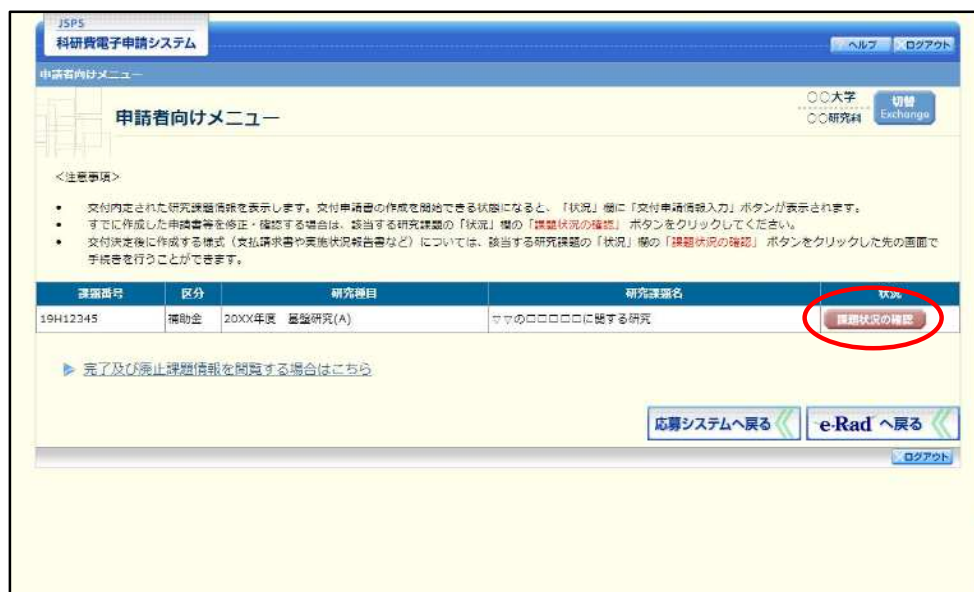 JSPS
科研費電子申請システム
ヘルプ
ログアウト
申請者向けメニュー
申請者向けメニュー
○○大学
○○研究科
切替
Exchange
<注意事項>
• 交付内定された研究課題情報を表示します。交付申請書の作成を開始できる状態になると、「状況」欄に「交付申請情報入力」ボタンが表示されます。
• すでに作成した申請書等を修正・確認する場合は、該当する研究課題の「状況」欄の「課題状況の確認」 ボタンをクリックしてください。
• 交付決定後に作成する様式（支払請求書や実施状況報告書など）については、該当する研究課題の「状況」欄の「課題状況の確認」 ボタンをクリックした先の画面で
手続きを行うことができます。
課題番号 区分 研究種目 研究課題名 状況
19H12345 補助金 20XX年度 基盤研究(A) ▽▽の□□□□□に関する研究 課題状況の確認
完了及び廃止課題情報を閲覧する場合はこちら
応募システムへ戻る
e-Rad へ戻る
ログアウト